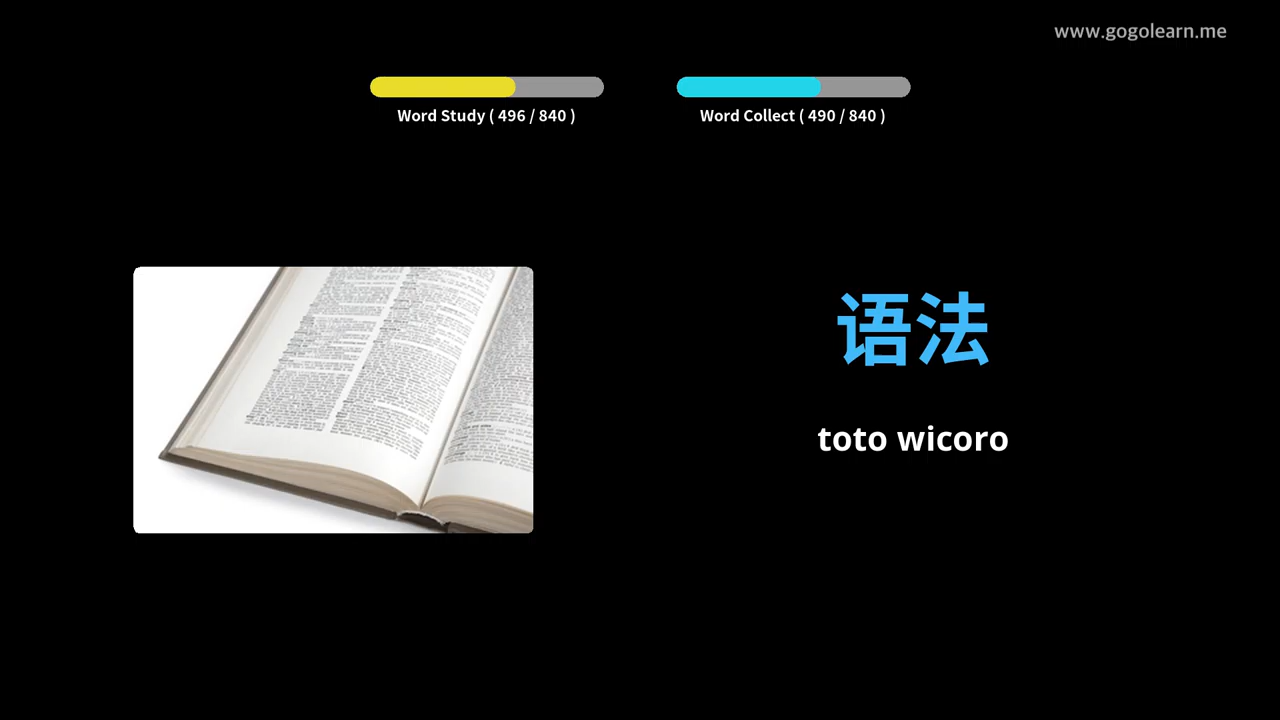 www.gogolearn.me
Word Study ( 496 / 840 )
Word Collect ( 490 / 840 )
语法
toto wicoro